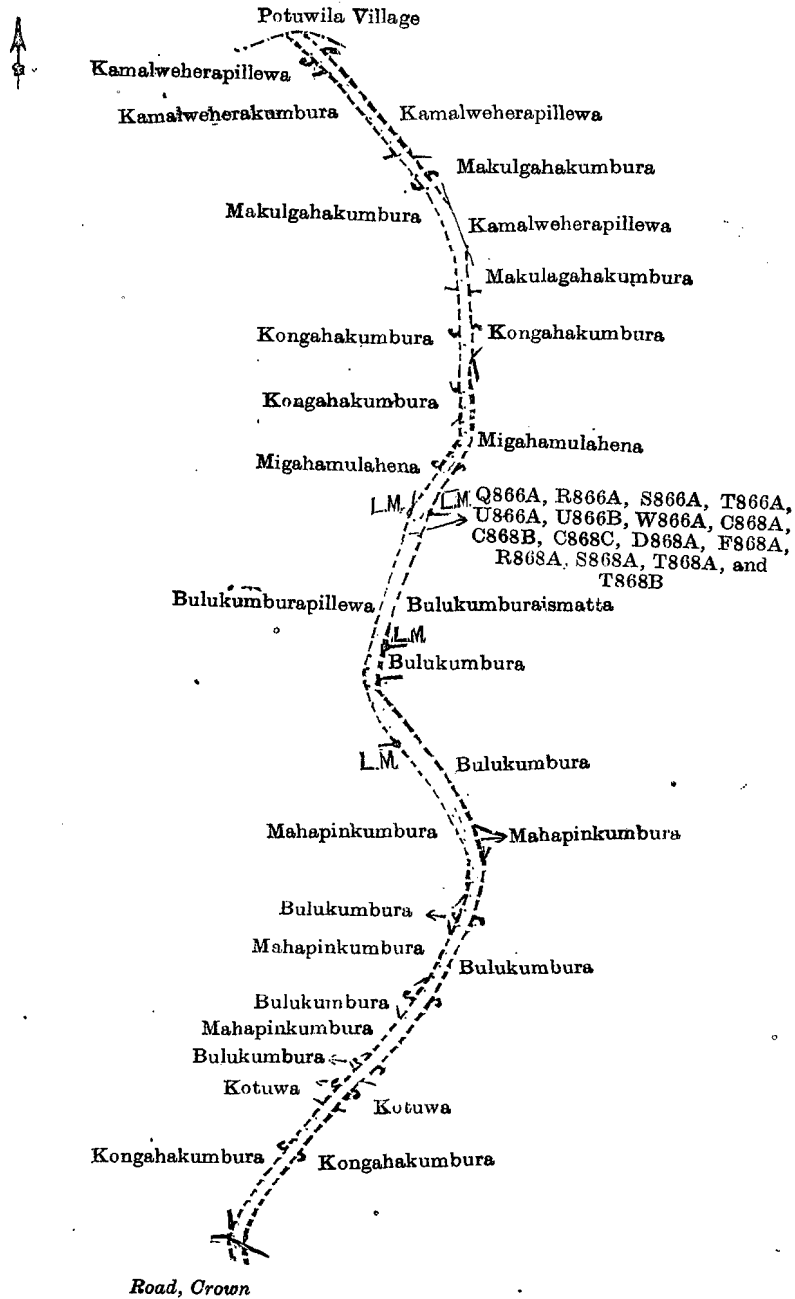 Potuwila Village
Kamalweherapillewa
Kamalweherakumbura
Kamalweherapillewa
Makulgahakumbura
Makulgahakumbura
Kamalweherapillewa
Makulagahakumbura
Kongahakumbura
Kongahakumbura
Kongahakumbura
Migahamulahena
Migahamulahena
L.M.
L.M.
Q866A, R866A, S866A, T866A,
U866A, U866B, W866A, C868A,
C868B, C868C, D868A, F868A,
R868A, S868A, T868A, and
T868B
Bulukumburapillewa
Bulukumburaismatta
L.M.
Bulukumbura
L.M.
Bulukumbura
Mahapinkumbura
Mahapinkumbura
Bulukumbura
Mahapinkumbura
Bulukumbura
Bulukumbura
Mahapinkumbura
Bulukumbura
Kotuwa
Kotuwa
Kongahakumbura
Kongahakumbura
Road, Crown